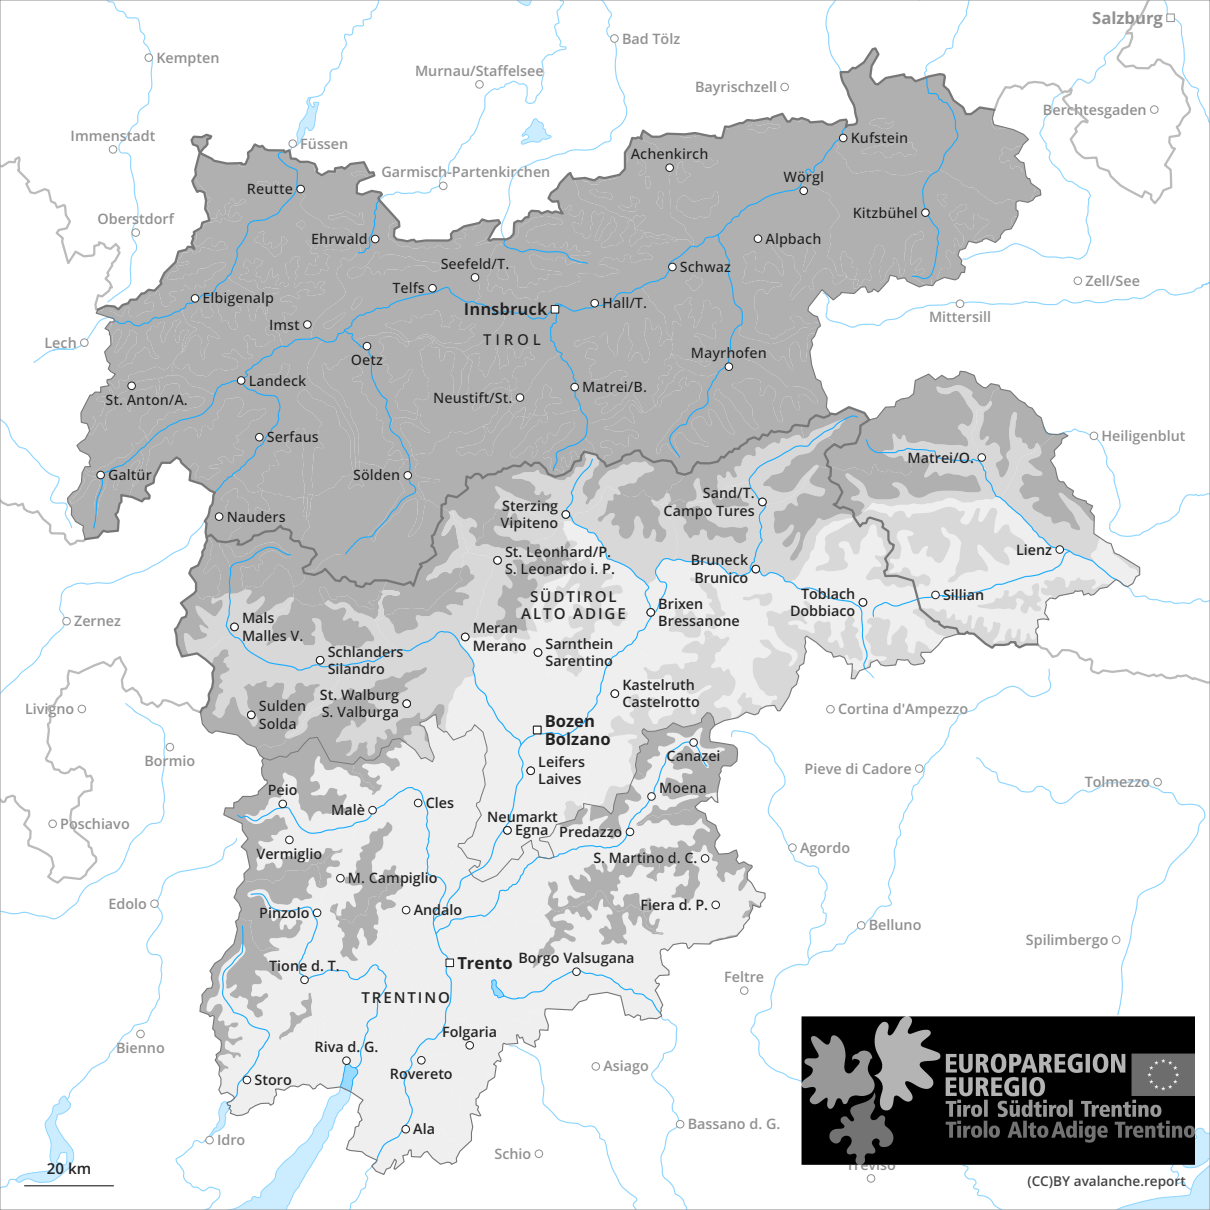 Salzburg
Bad Tölz
Kempten
Murnau/Staffelsee
Bayrischzell
Berchtesgaden
Immenstadt
Füssen
Kufstein
Achenkirch
Garmisch-Partenkirchen
Wörgl
Reutte
Oberstdorf
Kitzbühel
Ehrwald
Alpbach
Seefeld/T.
Schwaz
Zell/See
Telfs
Elbigenalp
Hall/T.
Innsbruck
Mittersill
Imst
TIROL
Lech
Oetz
Mayrhofen
Landeck
Matrei/B.
St. Anton/A.
Neustift/St.
Serfaus
Heiligenblut
Matrei/O.
Galtür
Sölden
Sand/T.
Campo Tures
Sterzing
Vipiteno
Nauders
St. Leonhard/P.
S. Leonardo i. P.
Lienz
Bruneck
Brunico
SÜDTIROL
ALTO ADIGE
Toblach
Dobbiaco
Sillian
Brixen
Bressanone
Zernez
Mals
Malles V.
Meran
Merano
Sarnthein
Sarentino
Schlanders
Silandro
Kastelruth
Castelrotto
St. Walburg
S. Valburga
Sulden
Solda
Livigno
Cortina d'Ampezzo
Bozen
Bolzano
Bormio
Canazei
Leifers
Laives
Pieve di Cadore
Tolmezzo
Peio
Moena
Malè
Cles
Neumarkt
Egna
Predazzo
Poschiavo
Vermiglio
Agordo
S. Martino d. C.
M. Campiglio
Edolo
Pinzolo
Andalo
Fiera d. P.
Belluno
Spilimbergo
Trento
Borgo Valsugana
Tione d. T.
Feltre
TRENTINO
Folgaria
Bienno
Riva d. G.
Rovereto
Asiago
Storo
EUROPAREGION
EUREGIO
Tirol Südtirol Trentino
Tirolo Alto Adige Trentino
Ala
Bassano d. G.
Idro
Schio
Treviso
20 km
(CC)BY avalanche.report